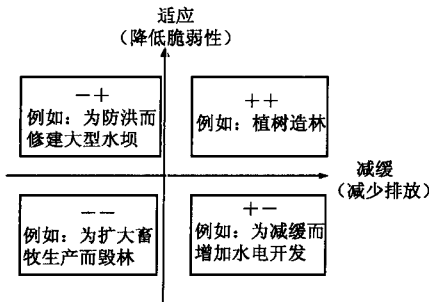 适应
（降低脆弱性）
－＋
例如：为防洪而
修建大型水坝
＋＋
例如：植树造林
减缓
（减少排放）
－－
例如：为扩大畜
牧生产而毁林
＋－
例如：为减缓而
增加水电开发